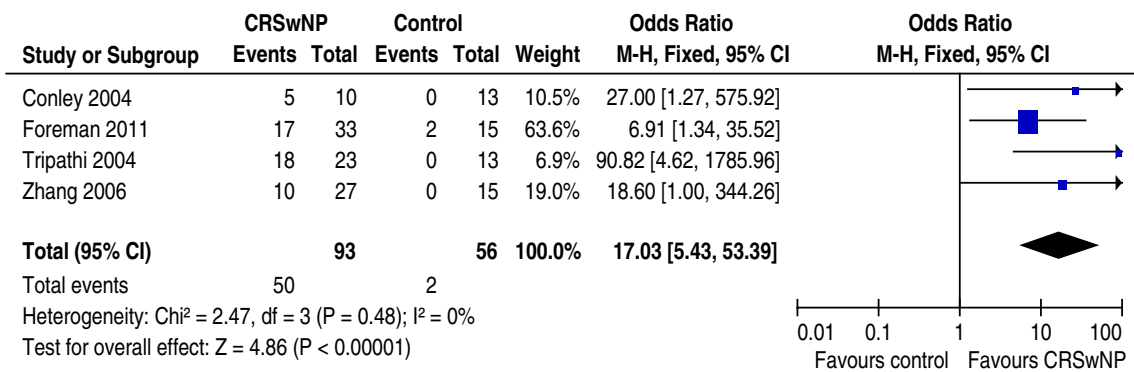 CRSwNP Control Odds Ratio Odds Ratio
Study or Subgroup Events Total Events Total Weight M-H, Fixed, 95% CI M-H, Fixed, 95% CI
Conley 2004 5 10 0 13 10.5% 27.00 [1.27, 575.92]
Foreman 2011 17 33 2 15 63.6% 6.91 [1.34, 35.52]
Tripathi 2004 18 23 0 13 6.9% 90.82 [4.62, 1785.96]
Zhang 2006 10 27 0 15 19.0% 18.60 [1.00, 344.26]
Total (95% CI) 93 56 100.0% 17.03 [5.43, 53.39]
Total events 50 2
Heterogeneity: Chi² = 2.47, df = 3 (P = 0.48); I² = 0%
Test for overall effect: Z = 4.86 (P < 0.00001)
0.01 0.1 1 10 100
Favours control Favours CRSwNP